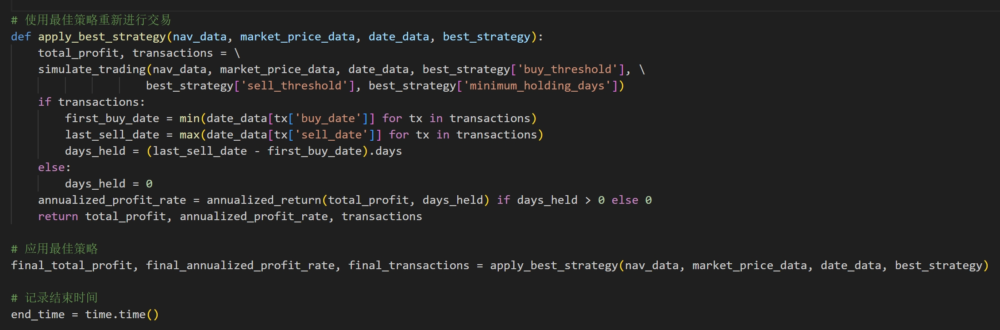 # 使用最佳策略重新进行交易
def apply_best_strategy(nav_data, market_price_data, date_data, best_strategy):
    total_profit, transactions = \
    simulate_trading(nav_data, market_price_data, date_data, best_strategy['buy_threshold'], \
                    best_strategy['sell_threshold'], best_strategy['minimum_holding_days'])
    if transactions:
        first_buy_date = min(date_data[tx['buy_date']] for tx in transactions)
        last_sell_date = max(date_data[tx['sell_date']] for tx in transactions)
        days_held = (last_sell_date - first_buy_date).days
    else:
        days_held = 0
    annualized_profit_rate = annualized_return(total_profit, days_held) if days_held > 0 else 0
    return total_profit, annualized_profit_rate, transactions

# 应用最佳策略
final_total_profit, final_annualized_profit_rate, final_transactions = apply_best_strategy(nav_data, market_price_data, date_data, best_strategy)

# 记录结束时间
end_time = time.time()